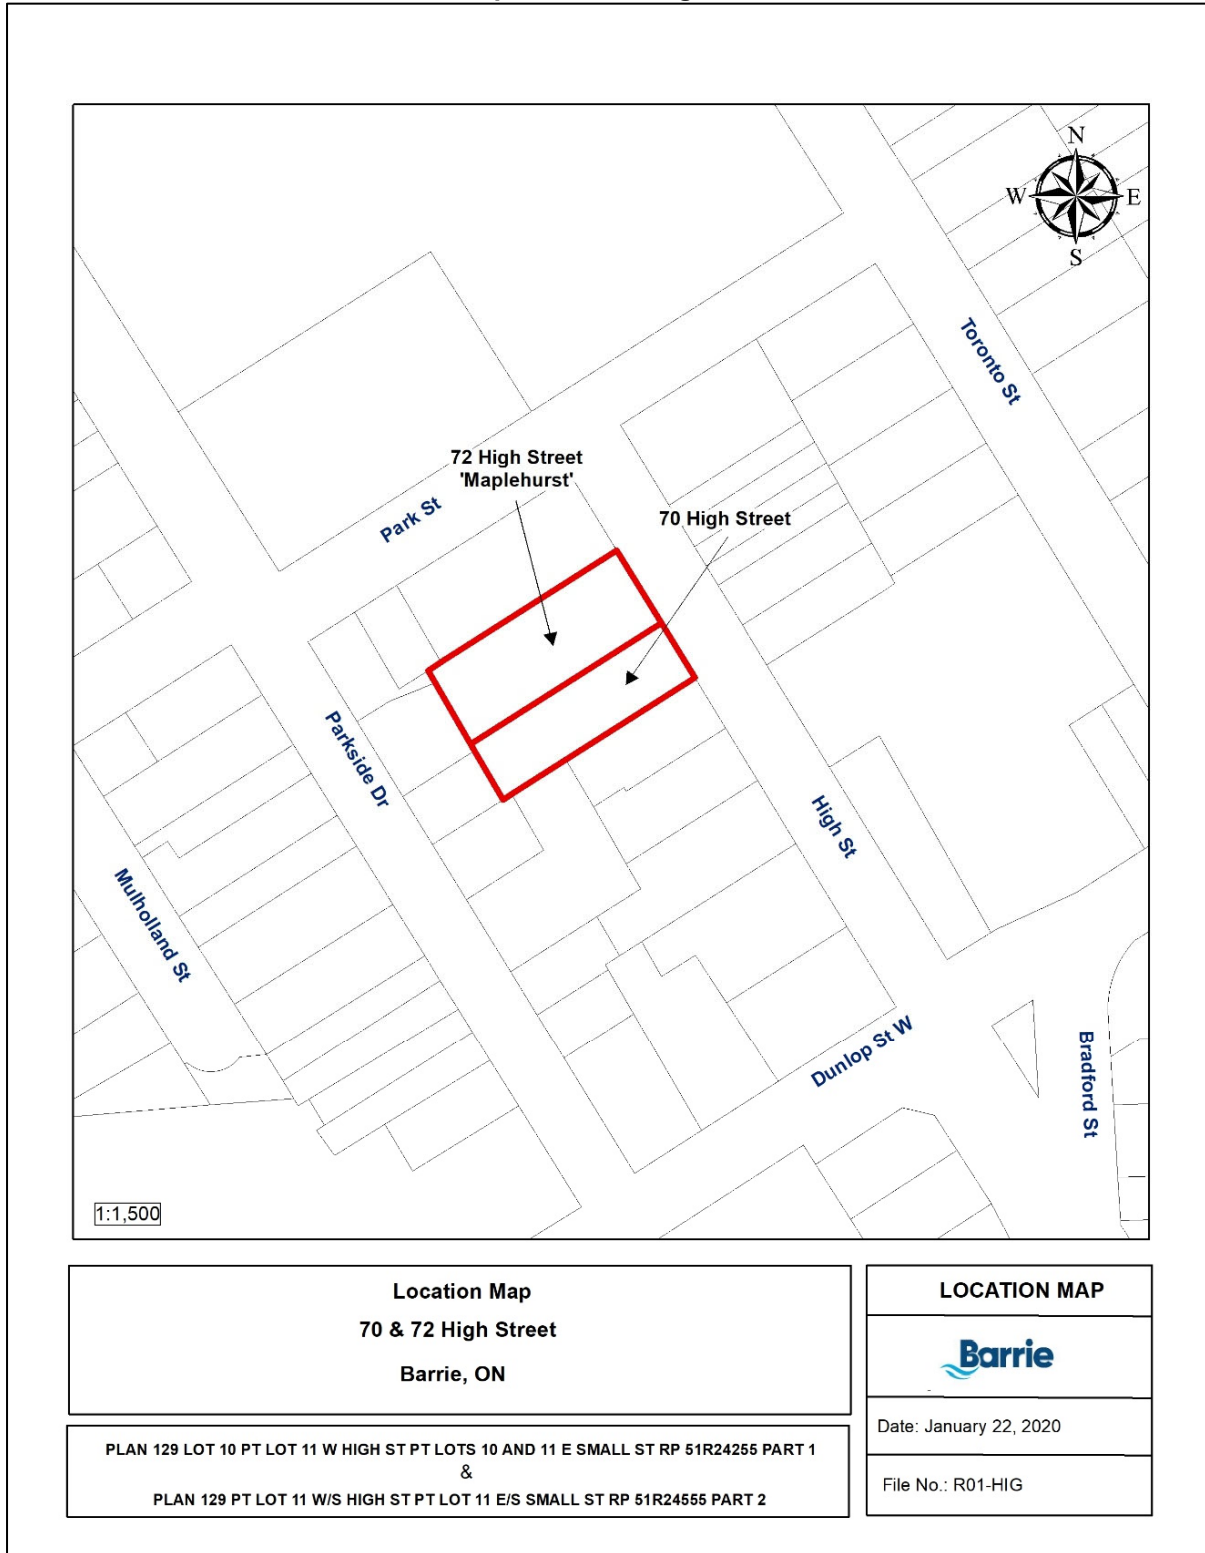 N
W
E
S
Toronto St
72 High Street
'Maplehurst'
Park St
70 High Street
Parkside Dr
High St
Mulholland St
Dunlop St W
Bradford St
1:1,500
Location Map
70 & 72 High Street
Barrie, ON
PLAN 129 LOT 10 PT LOT 11 W HIGH ST PT LOTS 10 AND 11 E SMALL ST RP 51R24255 PART 1
&
PLAN 129 PT LOT 11 W/S HIGH ST PT LOT 11 E/S SMALL ST RP 51R24555 PART 2
LOCATION MAP
Barrie
Date: January 22, 2020
File No.: R01-HIG